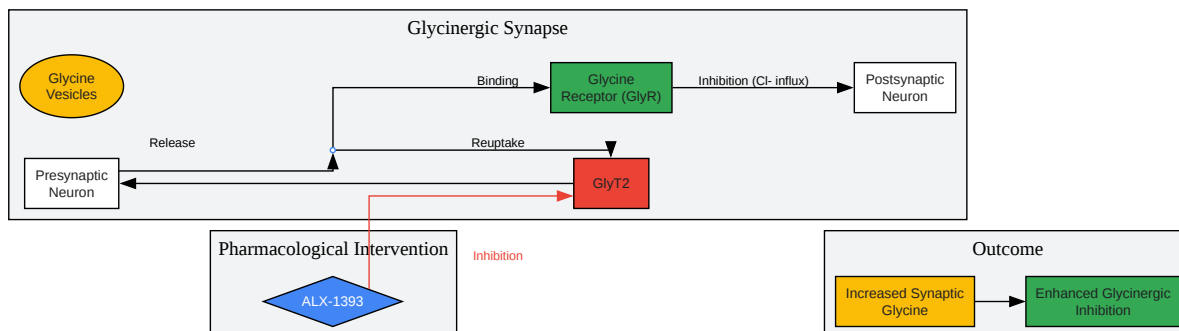 Glycinergic Synapse
Glycine
Vesicles
Binding
Glycine
Receptor (GlyR)
Inhibition (Cl- influx)
Postsynaptic
Neuron
Release
Reuptake
Presynaptic
Neuron
GlyT2
Pharmacological Intervention
Inhibition
ALX-1393
Outcome
Increased Synaptic
Glycine
Enhanced Glycinergic
Inhibition